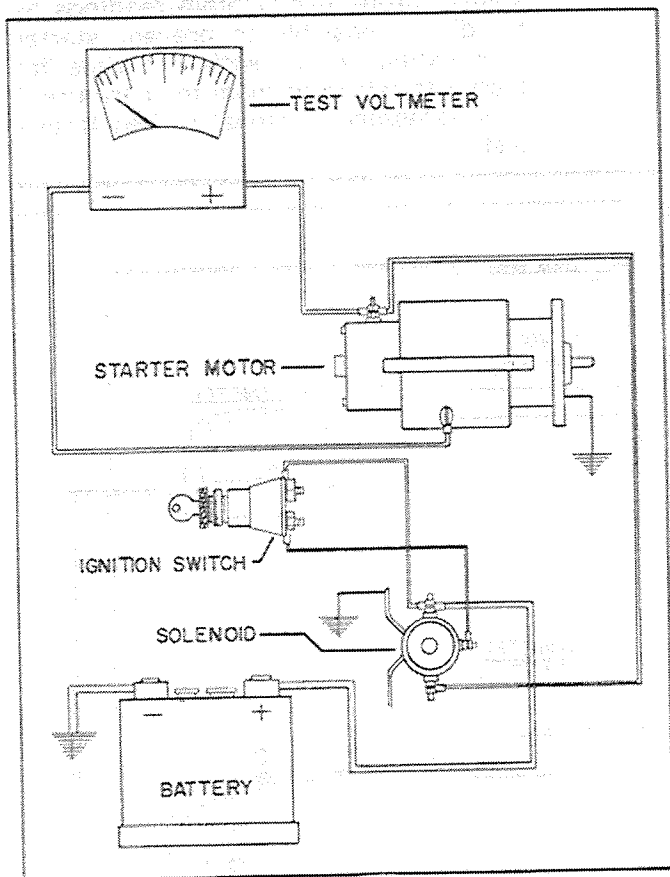 TEST VOLTMETER
− +
STARTER MOTOR
IGNITION SWITCH
SOLENOID
− +
BATTERY